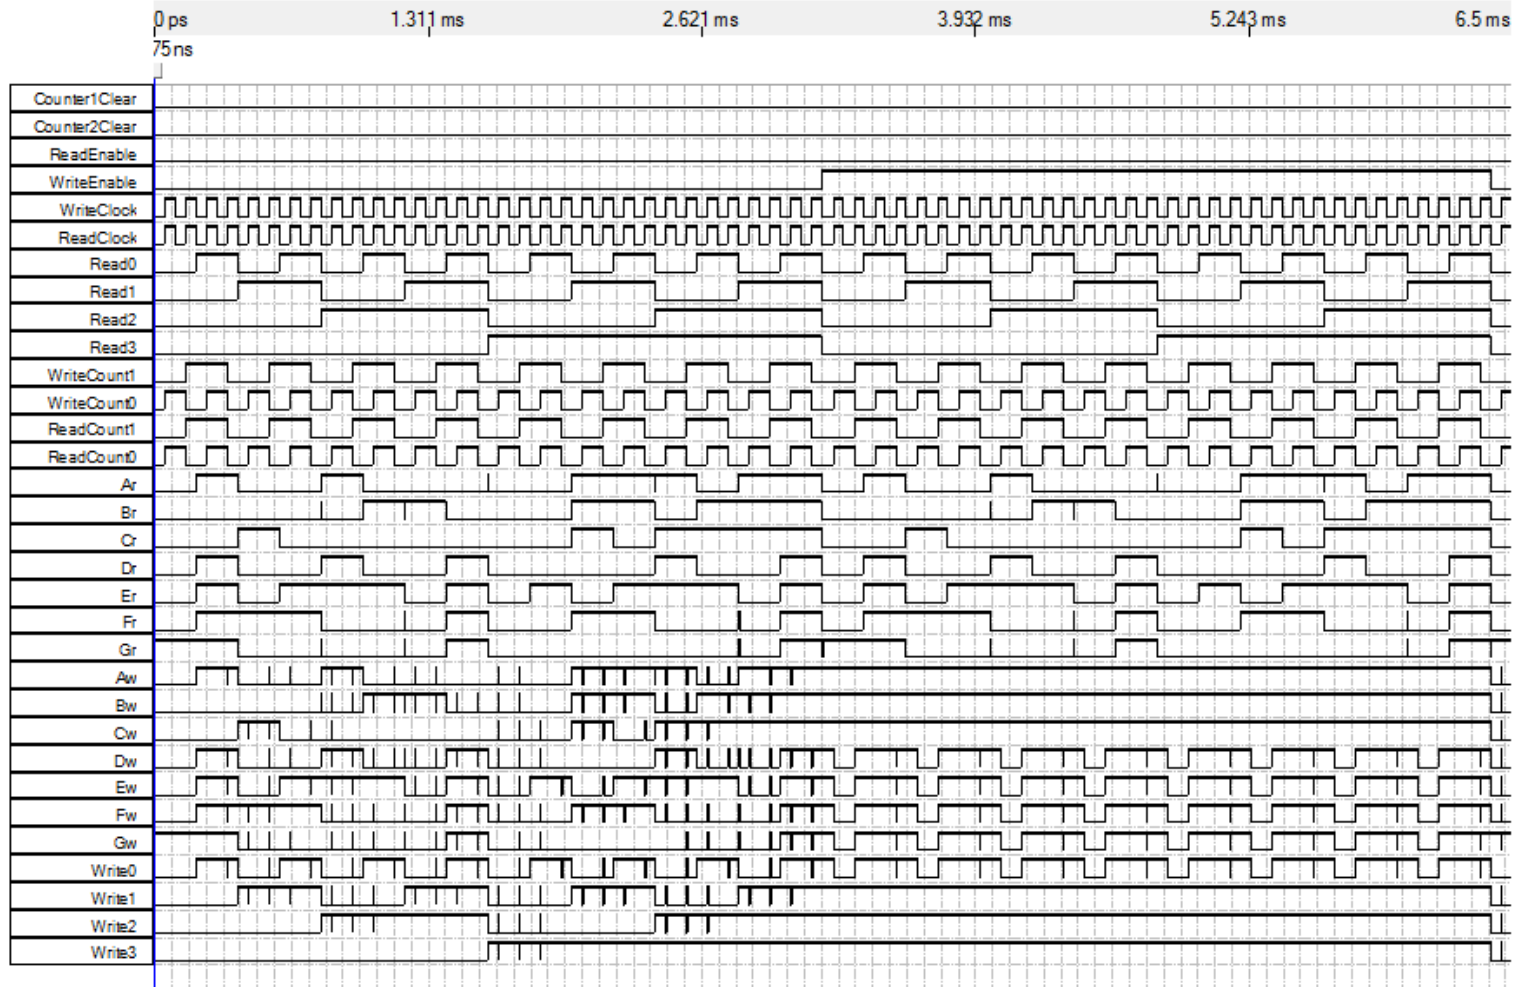 0 ps 1.311 ms 2.621 ms 3.932 ms 5.243 ms 6.5 ms
75 ns
Counter1Clear
Counter2Clear
ReadEnable
WriteEnable
WriteClock
ReadClock
Read0
Read1
Read2
Read3
WriteCount1
WriteCount0
ReadCount1
ReadCount0
Ar
Br
Cr
Dr
Er
Fr
Gr
Aw
Bw
Cw
Dw
Ew
Fw
Gw
Write0
Write1
Write2
Write3